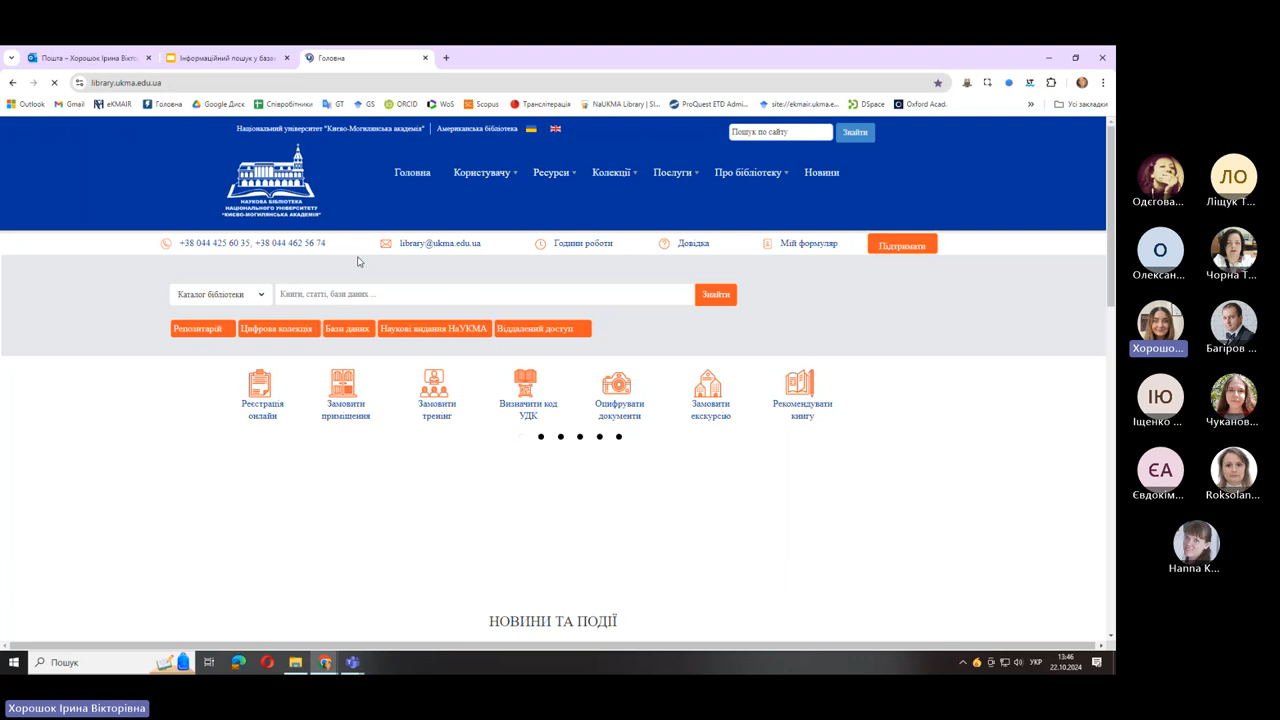 Пошта – Хорошок Ірина Вікто
Інформаційний пошук у база
Головна
library.ukma.edu.ua
Outlook
Gmail
eKMAIR
Головна
Google Диск
Співробітники
GT
GS
ORCID
WoS
Scopus
Транслітерація
NaUKMA Library | Sl...
ProQuest ETD Admi...
site://ekmair.ukma.e...
DSpace
Oxford Acad.
»
Усі закладки
Національний університет "Києво-Могилянська академія"
Американська бібліотека
Пошук по сайту
Знайти
НАУКОВА БІБЛІОТЕКА
НАЦІОНАЛЬНОГО УНІВЕРСИТЕТУ
"КИЄВО-МОГИЛЯНСЬКА АКАДЕМІЯ"
Головна
Користувачу
Ресурси
Колекції
Послуги
Про бібліотеку
Новини
+38 044 425 60 35, +38 044 462 56 74
library@ukma.edu.ua
Години роботи
Довідка
Мій формуляр
Підтримати
Каталог бібліотеки
Книги, статті, бази даних ...
Знайти
Репозитарій
Цифрова колекція
Бази даних
Наукові видання НаУКМА
Віддалений доступ
Реєстрація
онлайн
Замовити
приміщення
Замовити
тренінг
Визначити код
УДК
Оцифрувати
документи
Замовити
екскурсію
Рекомендувати
книгу
НОВИНИ ТА ПОДІЇ
Пошук
УКР
13:46
22.10.2024
Одєгова...
ЛО
Ліщук Т...
О
Олексан...
Чорна Т...
Хорошо...
Багіров ...
ІЮ
Іщенко ...
Чуканов...
ЄА
Євдокім...
Roksolan...
Hanna K...
Хорошок Ірина Вікторівна